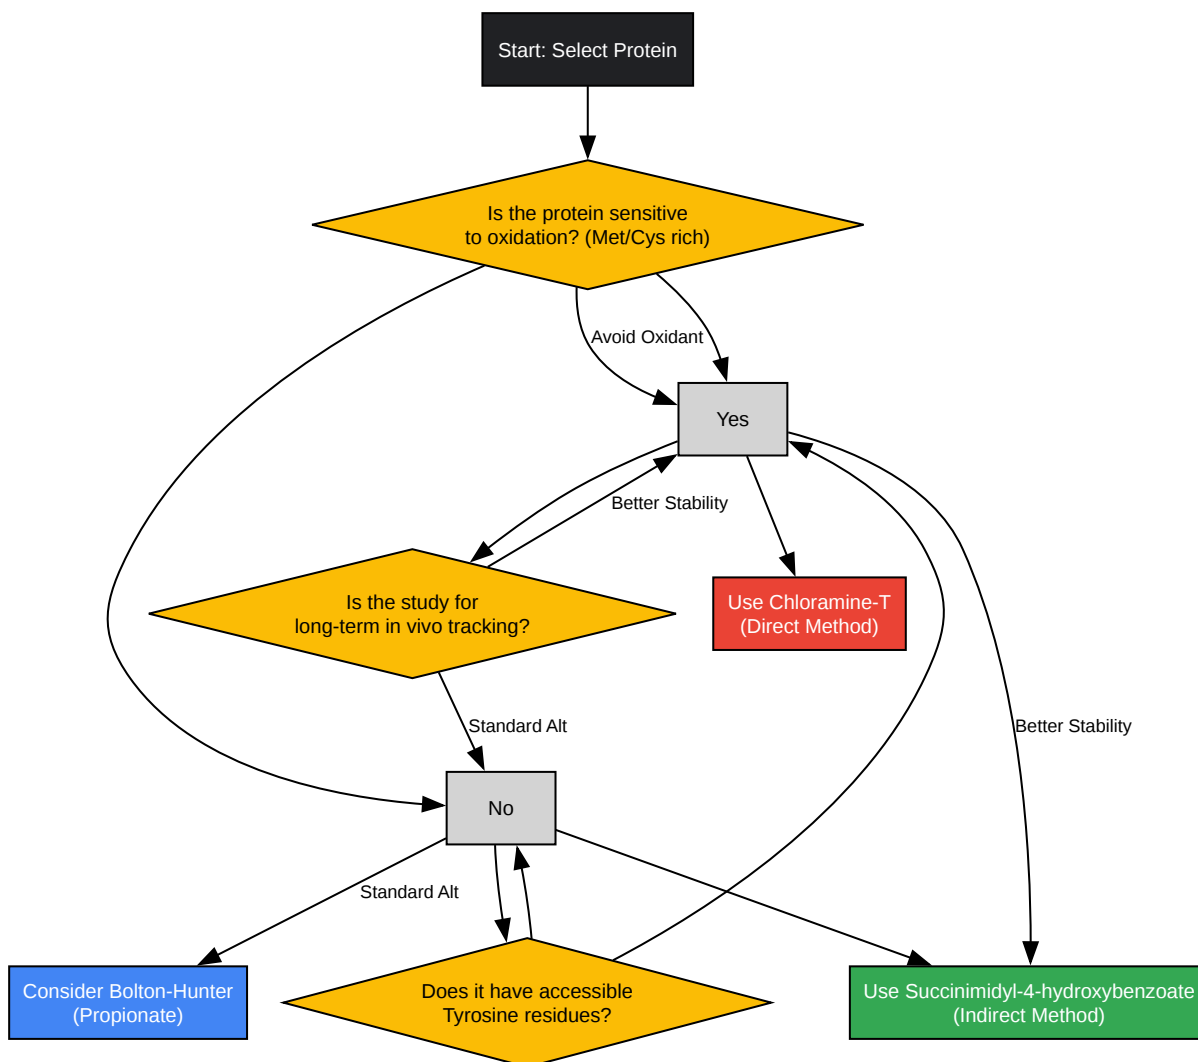 Start: Select Protein
Is the protein sensitive
to oxidation? (Met/Cys rich)
Avoid Oxidant
Yes
Better Stability
Is the study for
long-term in vivo tracking?
Use Chloramine-T
(Direct Method)
Standard Alt
Better Stability
No
Standard Alt
Consider Bolton-Hunter
(Propionate)
Does it have accessible
Tyrosine residues?
Use Succinimidyl-4-hydroxybenzoate
(Indirect Method)